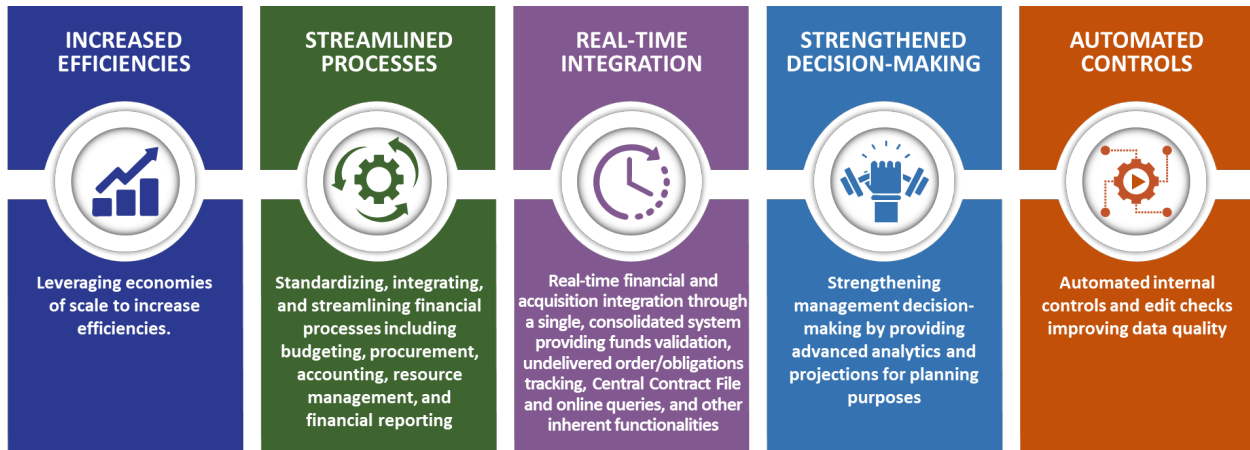 INCREASED
EFFICIENCIES
Leveraging economies
of scale to increase
efficiencies.
STREAMLINED
PROCESSES
Standardizing, integrating,
and streamlining financial
processes including
budgeting, procurement,
accounting, resource
management, and
financial reporting
REAL-TIME
INTEGRATION
Real-time financial and
acquisition integration through
a single, consolidated system
providing funds validation,
undelivered order/obligations
tracking, Central Contract File
and online queries, and other
inherent functionalities
STRENGTHENED
DECISION-MAKING
Strengthening
management decision-
making by providing
advanced analytics and
projections for planning
purposes
AUTOMATED
CONTROLS
Automated internal
controls and edit checks
improving data quality